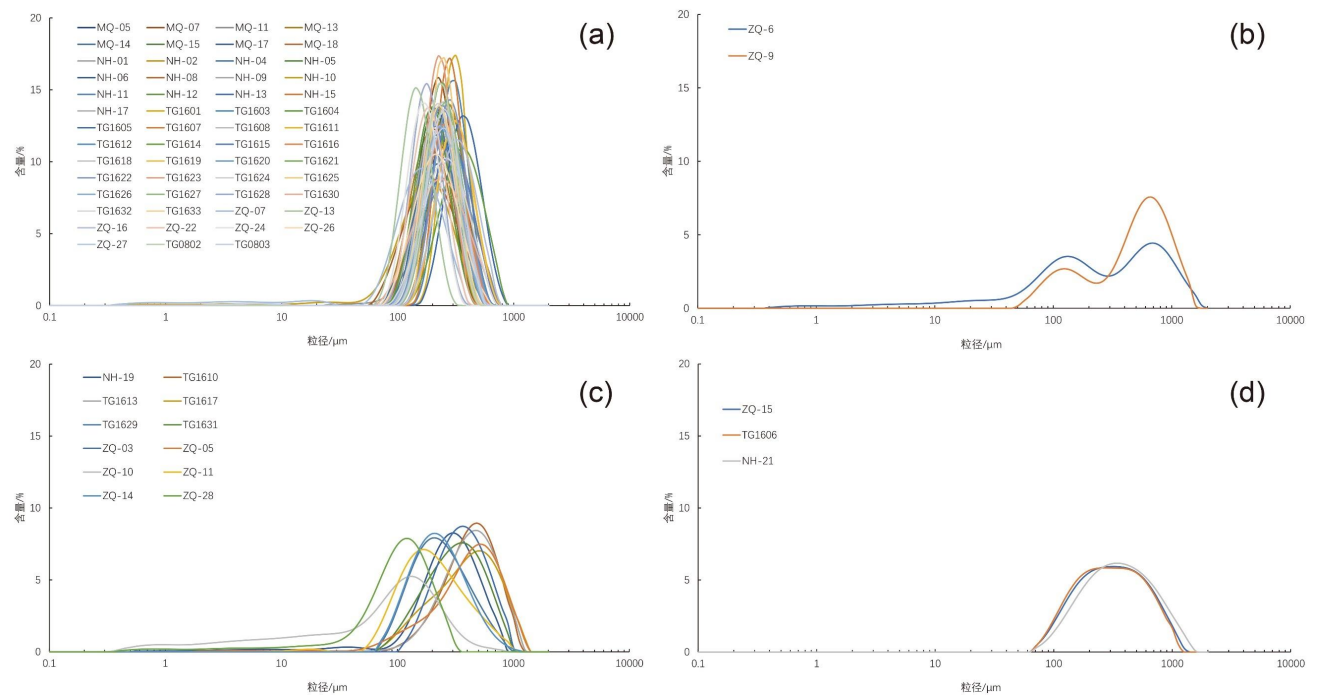 (a)
20
15
10
5
0
含量/%
MQ-05 MQ-07 MQ-11 MQ-13
MQ-14 MQ-15 MQ-17 MQ-18
NH-01 NH-02 NH-04 NH-05
NH-06 NH-08 NH-09 NH-10
NH-11 NH-12 NH-13 NH-15
NH-17 TG1601 TG1603 TG1604
TG1605 TG1607 TG1608 TG1611
TG1612 TG1614 TG1615 TG1616
TG1618 TG1619 TG1620 TG1621
TG1622 TG1623 TG1624 TG1625
TG1626 TG1627 TG1628 TG1630
TG1632 TG1633 ZQ-07 ZQ-13
ZQ-16 ZQ-22 ZQ-24 ZQ-26
ZQ-27 TG0802 TG0803
0.1 1 10 100 1000 10000
粒径/μm
(b)
20
15
10
5
0
含量/%
ZQ-6
ZQ-9
0.1 1 10 100 1000 10000
粒径/μm
(c)
20
15
10
5
0
含量/%
NH-19 TG1610
TG1613 TG1617
TG1629 TG1631
ZQ-03 ZQ-05
ZQ-10 ZQ-11
ZQ-14 ZQ-28
0.1 1 10 100 1000 10000
粒径/μm
(d)
20
15
10
5
0
含量/%
ZQ-15
TG1606
NH-21
0.1 1 10 100 1000 10000
粒径/μm